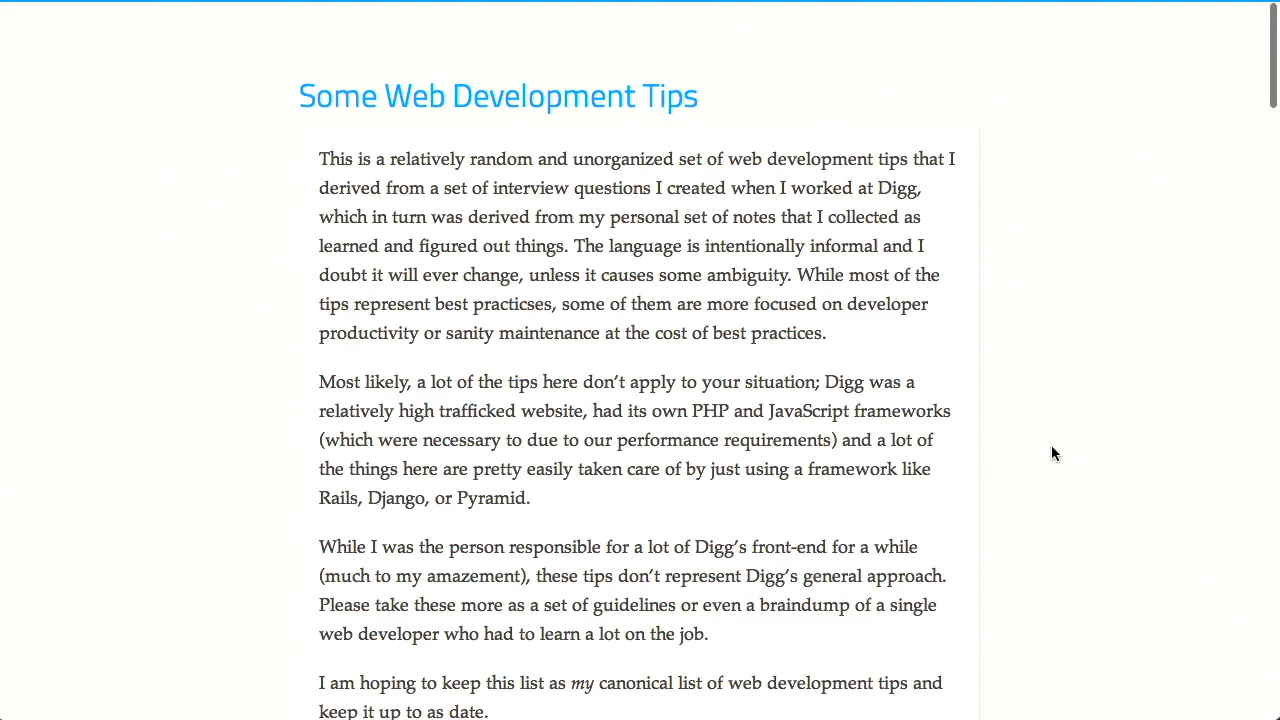 Some Web Development Tips
This is a relatively random and unorganized set of web development tips that I
derived from a set of interview questions I created when I worked at Digg,
which in turn was derived from my personal set of notes that I collected as
learned and figured out things. The language is intentionally informal and I
doubt it will ever change, unless it causes some ambiguity. While most of the
tips represent best practicses, some of them are more focused on developer
productivity or sanity maintenance at the cost of best practices.
Most likely, a lot of the tips here don’t apply to your situation; Digg was a
relatively high trafficked website, had its own PHP and JavaScript frameworks
(which were necessary to due to our performance requirements) and a lot of
the things here are pretty easily taken care of by just using a framework like
Rails, Django, or Pyramid.
While I was the person responsible for a lot of Digg’s front-end for a while
(much to my amazement), these tips don’t represent Digg’s general approach.
Please take these more as a set of guidelines or even a braindump of a single
web developer who had to learn a lot on the job.
I am hoping to keep this list as my canonical list of web development tips and
keep it up to as date.